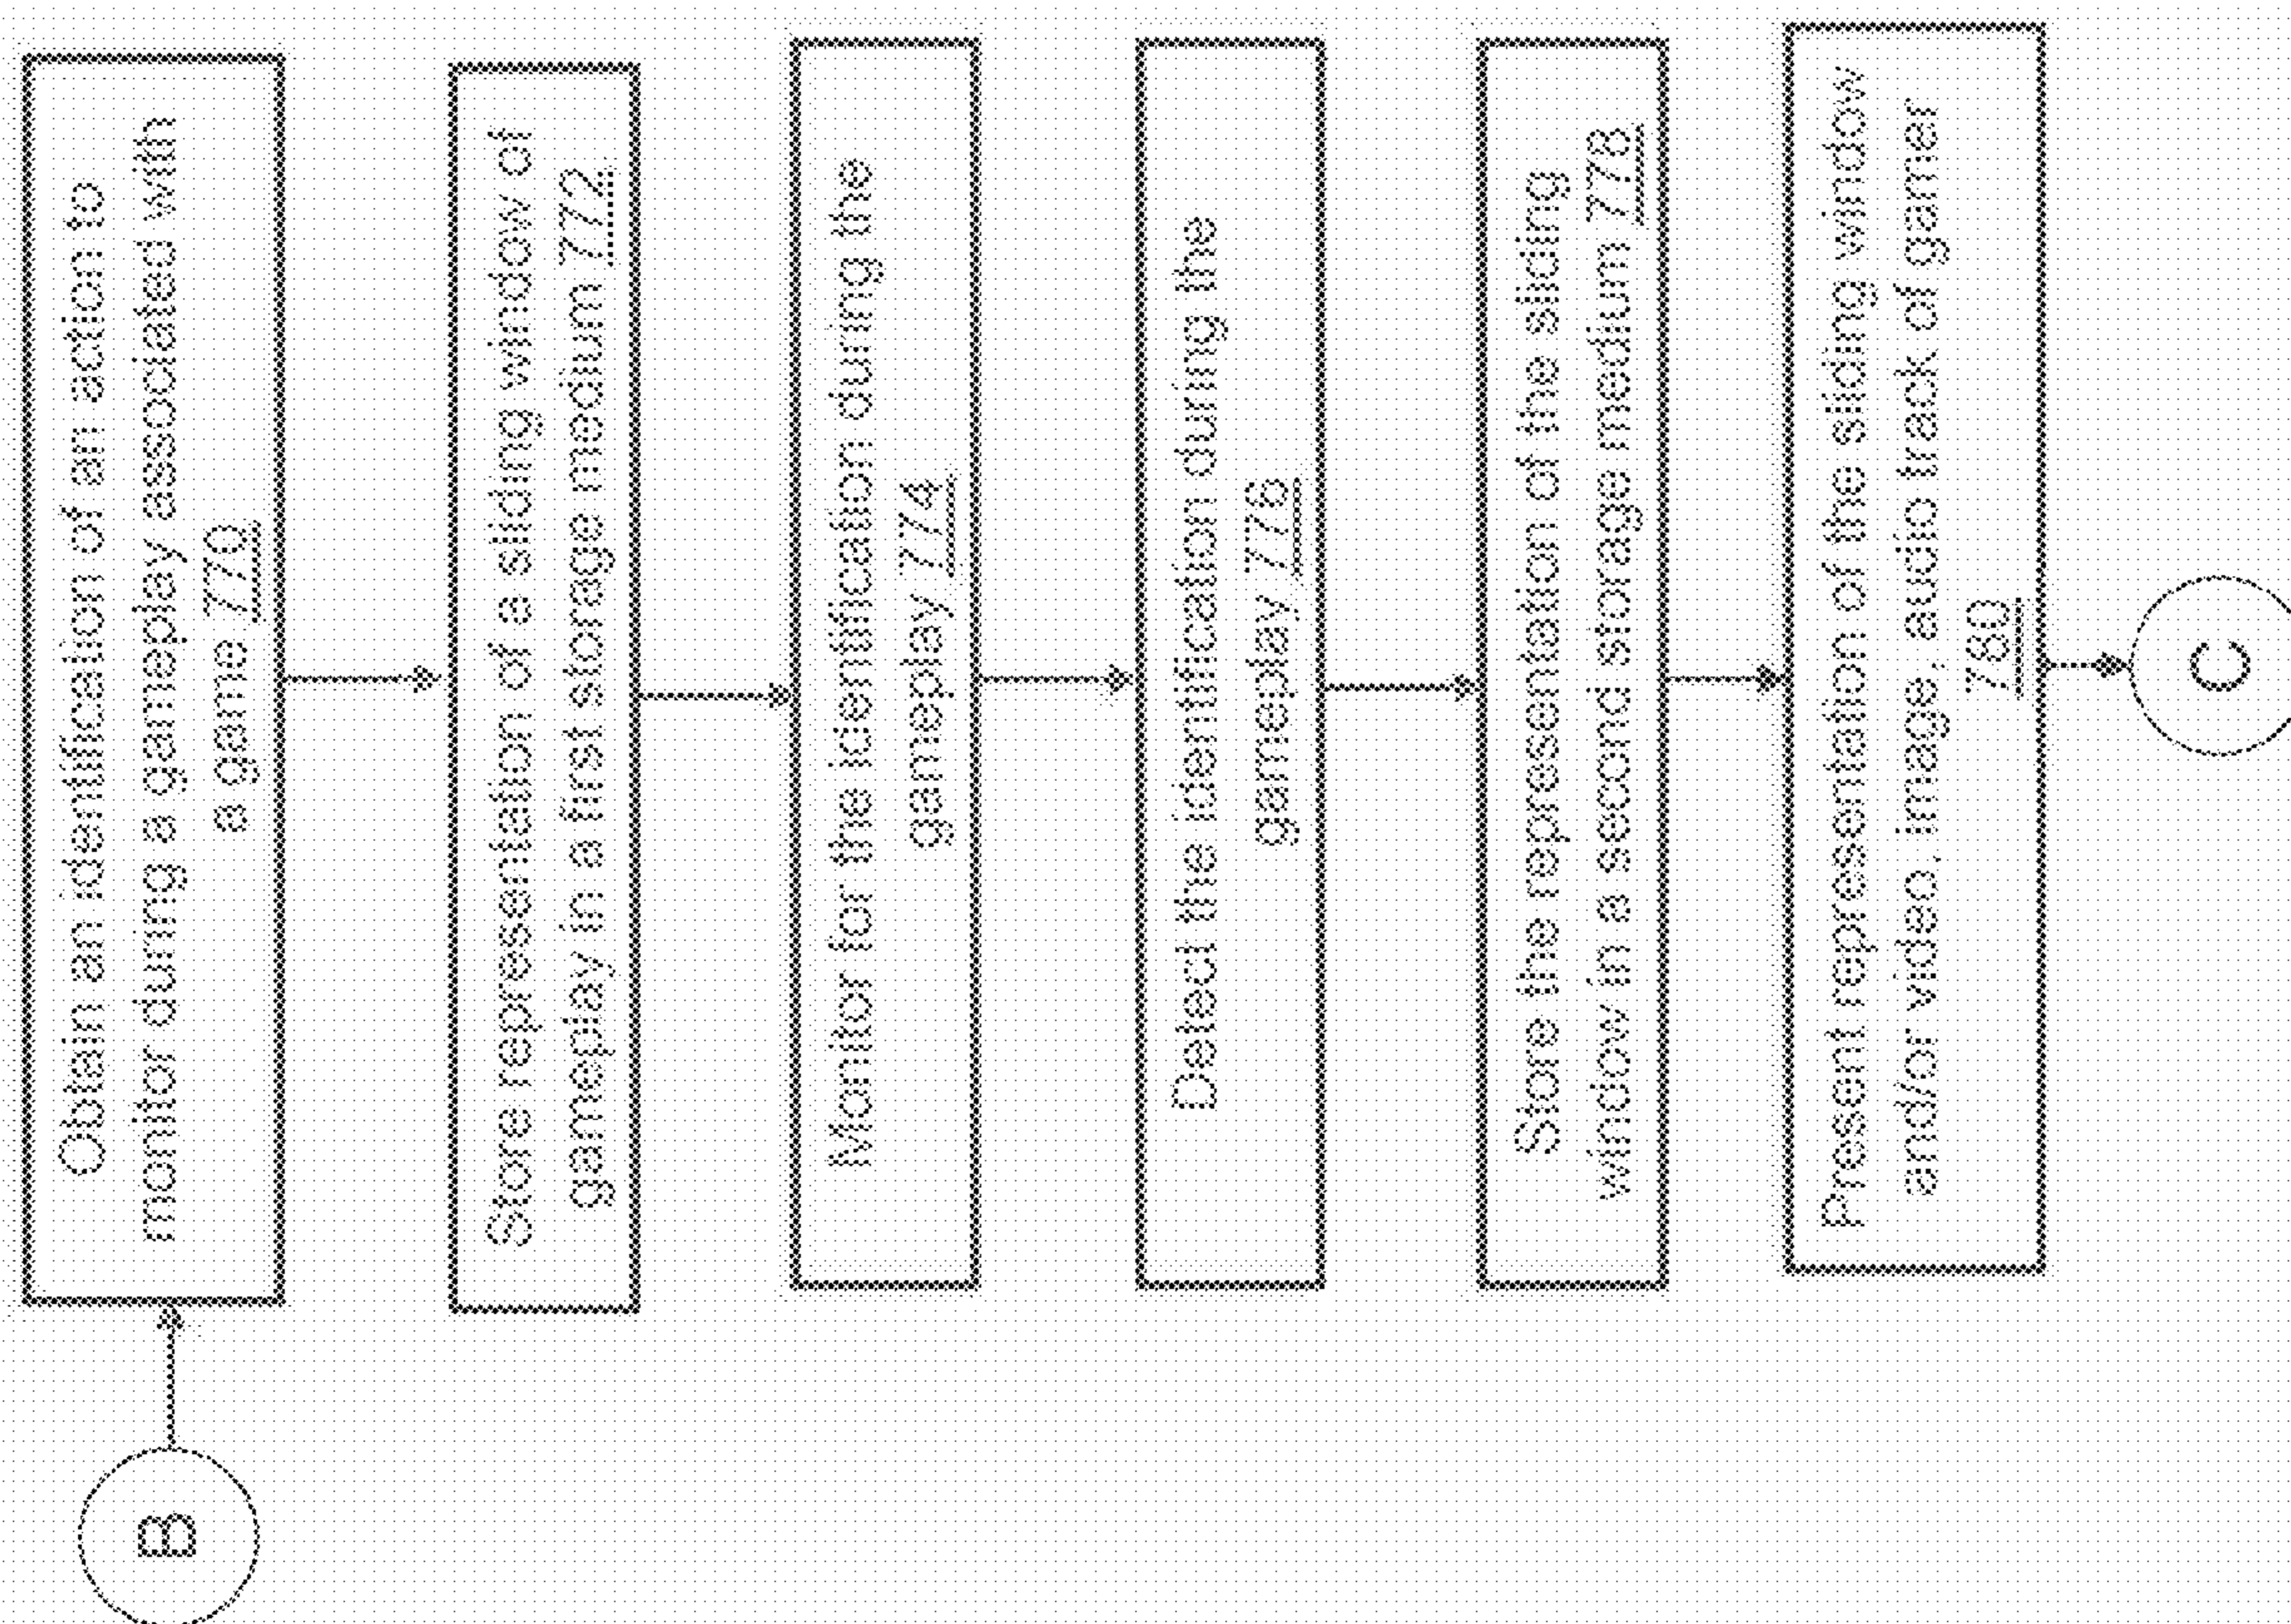 B
Obtain an identification of an action to
monitor during a gameplay associated with
a game 770
Store representation of a sliding window of
gameplay in a first storage medium 772
Monitor for the identification during the
gameplay 774
Detect the identification during the
gameplay 776
Store the representation of the sliding
window in a second storage medium 778
Present representation of the sliding window
and/or video, image, audio track of gamer
780
C